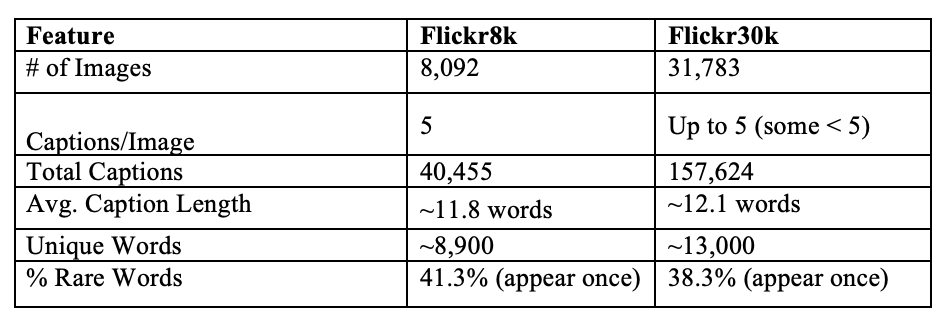 Feature Flickr8k Flickr30k
# of Images 8,092 31,783
Captions/Image 5 Up to 5 (some < 5)
Total Captions 40,455 157,624
Avg. Caption Length ~11.8 words ~12.1 words
Unique Words ~8,900 ~13,000
% Rare Words 41.3% (appear once) 38.3% (appear once)